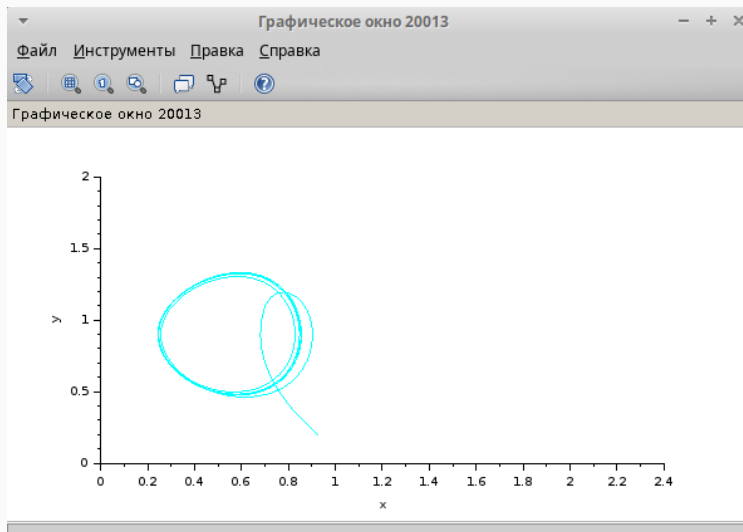 Графическое окно 20013
Файл Инструменты Правка Справка
Графическое окно 20013
2
1.5
1
0.5
0
y
0 0.2 0.4 0.6 0.8 1 1.2 1.4 1.6 1.8 2 2.2 2.4
x